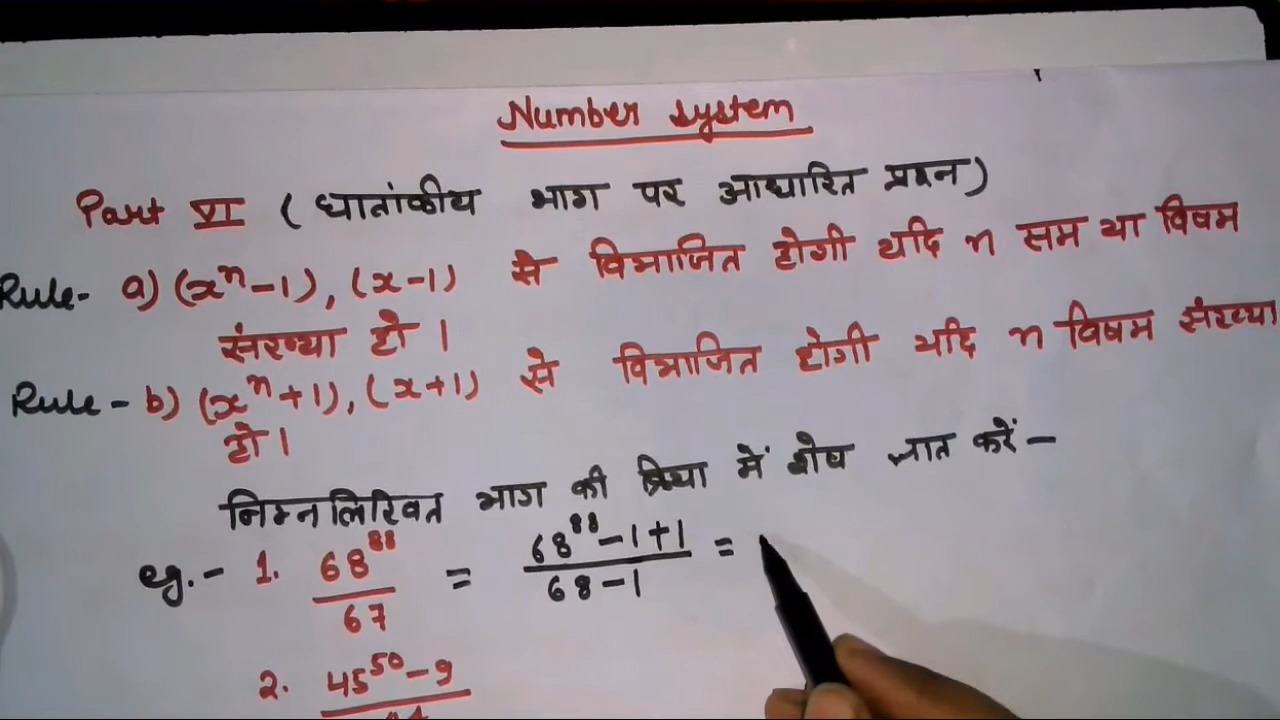 Number System
Part VI (घातांकीय भाग पर आधारित प्रश्न)
Rule- a) (xⁿ-1), (x-1) से विभाजित होगी यदि n सम या विषम
संख्या हो ।
Rule- b) (xⁿ+1), (x+1) से विभाजित होगी यदि n विषम संख्या
हो ।
निम्नलिखित भाग की क्रिया में शेष ज्ञात करें-
eg.- 1. 68⁸⁸/67 = (68⁸⁸-1+1)/(68-1) =
2. 45⁵⁰-9